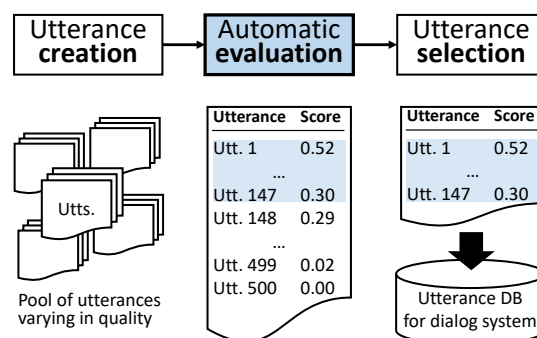 Utterance
creation
Automatic
evaluation
Utterance
selection
Utts.
Pool of utterances
varying in quality
Utterance Score
Utt. 1 0.52
...
Utt. 147 0.30
Utt. 148 0.29
...
Utt. 499 0.02
Utt. 500 0.00
Utterance Score
Utt. 1 0.52
...
Utt. 147 0.30
Utterance DB
for dialog system